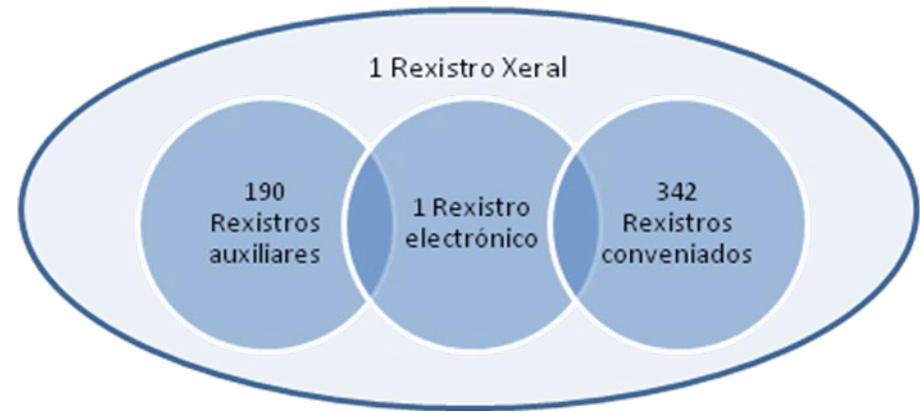 1 Rexistro Xeral
190
Rexistros
auxiliares
1 Rexistro
electrónico
342
Rexistros
conveniados